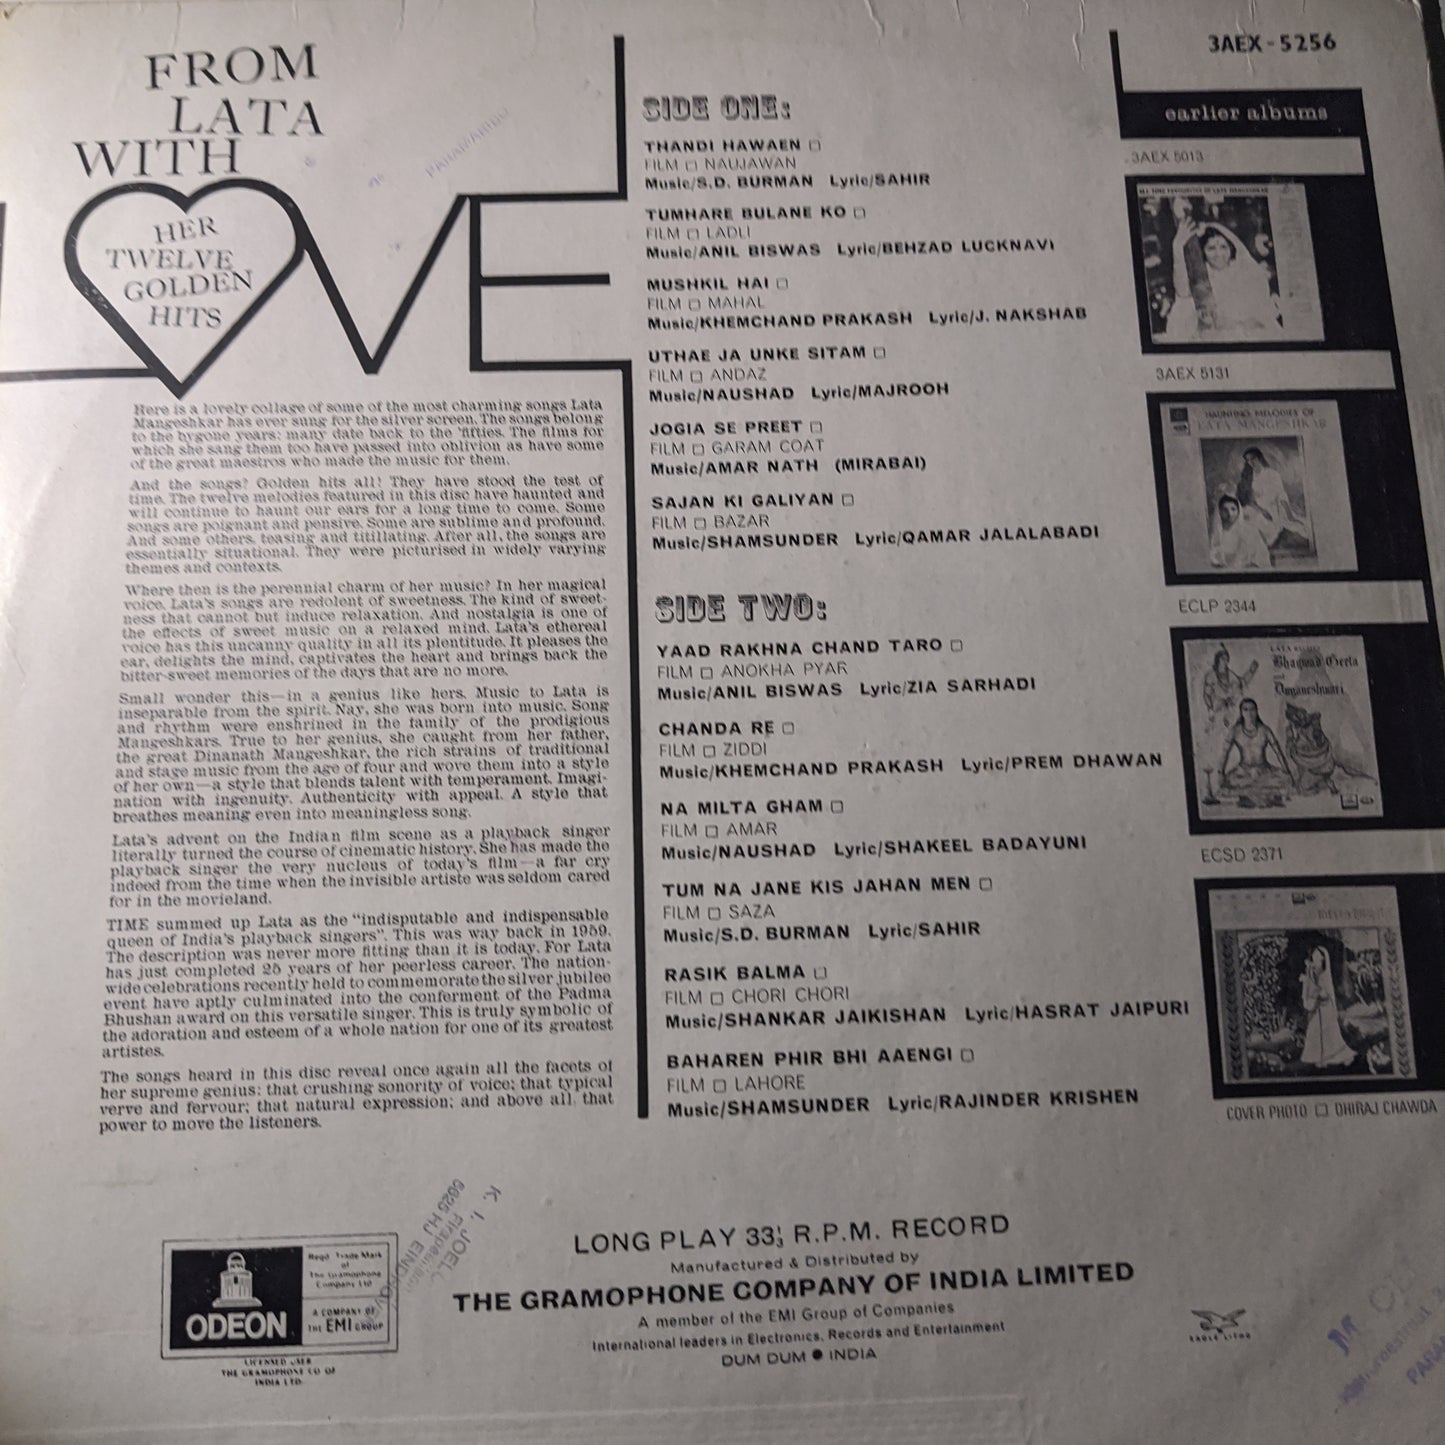 FROM
LATA
WITH
LOVE
HER
TWELVE
GOLDEN
HITS
Here is a lovely collage of some of the most charming songs Lata
Mangeshkar has ever sung for the silver screen. The songs belong
to the bygone years: many date back to the 'fifties. The films for
which she sang them too have passed into oblivion as have some
of the great maestros who made the music for them.
And the songs? Golden hits all! They have stood the test of
time. The twelve melodies featured in this disc have haunted and
will continue to haunt our ears for a long time to come. Some
songs are poignant and pensive. Some are sublime and profound.
And some others, teasing and titillating. After all, the songs are
essentially situational. They were picturised in widely varying
themes and contexts.
Where then is the perennial charm of her music? In her magical
voice. Lata's songs are redolent of sweetness. The kind of sweet-
ness that cannot but induce relaxation. And nostalgia is one of
the effects of sweet music on a relaxed mind. Lata's ethereal
voice has this uncanny quality in all its plentitude. It pleases the
ear, delights the mind, captivates the heart and brings back the
bitter-sweet memories of the days that are no more.
Small wonder this—in a genius like hers. Music to Lata is
inseparable from the spirit. Nay, she was born into music. Song
and rhythm were enshrined in the family of the prodigious
Mangeshkars. True to her genius, she caught from her father,
the great Dinanath Mangeshkar, the rich strains of traditional
and stage music from the age of four and wove them into a style
of her own—a style that blends talent with temperament. Imagi-
nation with ingenuity. Authenticity with appeal. A style that
breathes meaning even into meaningless song.
Lata's advent on the Indian film scene as a playback singer
literally turned the course of cinematic history. She has made the
playback singer the very nucleus of today's film—a far cry
indeed from the time when the invisible artiste was seldom cared
for in the movieland.
TIME summed up Lata as the "indisputable and indispensable
queen of India's playback singers". This was way back in 1959.
The description was never more fitting than it is today. For Lata
has just completed 25 years of her peerless career. The nation-
wide celebrations recently held to commemorate the silver jubilee
event have aptly culminated into the conferment of the Padma
Bhushan award on this versatile singer. This is truly symbolic of
the adoration and esteem of a whole nation for one of its greatest
artistes.
The songs heard in this disc reveal once again all the facets of
her supreme genius: that crushing sonority of voice; that typical
verve and fervour; that natural expression; and above all, that
power to move the listeners.
SIDE ONE:
THANDI HAWAEN □
FILM □ NAUJAWAN
Music/S.D. BURMAN Lyric/SAHIR
TUMHARE BULANE KO □
FILM □ LADLI
Music/ANIL BISWAS Lyric/BEHZAD LUCKNAVI
MUSHKIL HAI □
FILM □ MAHAL
Music/KHEMCHAND PRAKASH Lyric/J. NAKSHAB
UTHAE JA UNKE SITAM □
FILM □ ANDAZ
Music/NAUSHAD Lyric/MAJROOH
JOGIA SE PREET □
FILM □ GARAM COAT
Music/AMAR NATH (MIRABAI)
SAJAN KI GALIYAN □
FILM □ BAZAR
Music/SHAMSUNDER Lyric/QAMAR JALALABADI
SIDE TWO:
YAAD RAKHNA CHAND TARO □
FILM □ ANOKHA PYAR
Music/ANIL BISWAS Lyric/ZIA SARHADI
CHANDA RE □
FILM □ ZIDDI
Music/KHEMCHAND PRAKASH Lyric/PREM DHAWAN
NA MILTA GHAM □
FILM □ AMAR
Music/NAUSHAD Lyric/SHAKEEL BADAYUNI
TUM NA JANE KIS JAHAN MEN □
FILM □ SAZA
Music/S.D. BURMAN Lyric/SAHIR
RASIK BALMA □
FILM □ CHORI CHORI
Music/SHANKAR JAIKISHAN Lyric/HASRAT JAIPURI
BAHAREN PHIR BHI AAENGI □
FILM □ LAHORE
Music/SHAMSUNDER Lyric/RAJINDER KRISHEN
3AEX-5256
earlier albums
3AEX 5013
ALL TIME FAVOURITES OF LATA MANGESHKAR
3AEX 5131
HAUNTING MELODIES OF
LATA MANGESHKAR
ECLP 2344
Bhagwad Geeta
Dnyaneshwari
ECSD 2371
COVER PHOTO □ DHIRAJ CHAWDA
ODEON
Regd. Trade Mark
of
The Gramophone
Company Ltd
A COMPANY OF
THE EMI GROUP
LICENSED USER
THE GRAMOPHONE CO OF
INDIA LTD.
K. I. JOEL
LONG PLAY 33⅓ R.P.M. RECORD
Manufactured & Distributed by
THE GRAMOPHONE COMPANY OF INDIA LIMITED
A member of the EMI Group of Companies
International leaders in Electronics, Records and Entertainment
DUM DUM ● INDIA
EAGLE LITHO